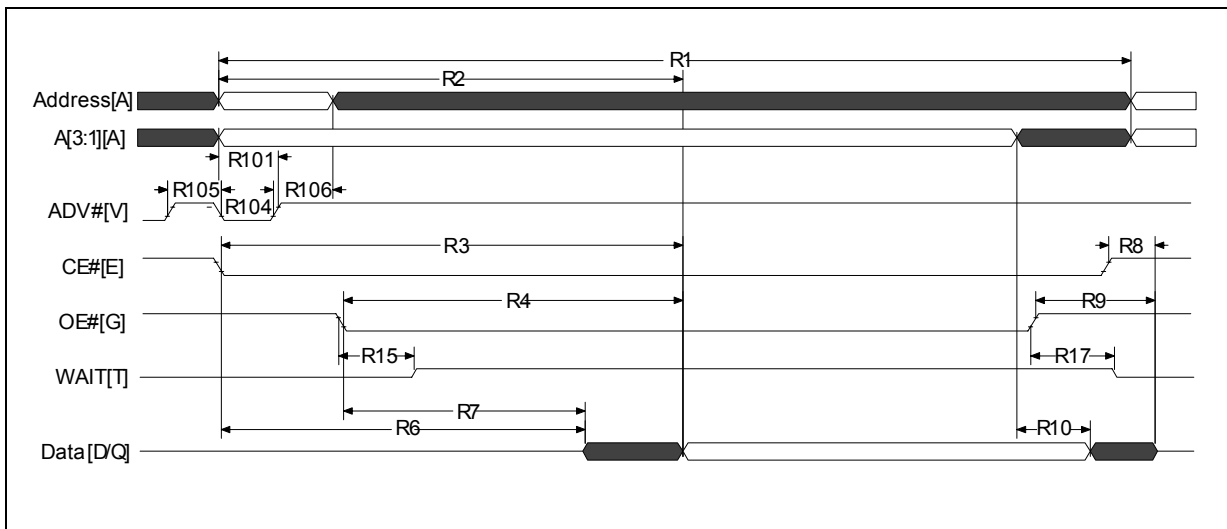 R1
R2
Address[A]
A[3:1][A]
R101
R105
R106
R104
ADV#[V]
R3
R8
CE#[E]
R4
R9
OE#[G]
R15
R17
WAIT[T]
R7
R6
R10
Data[D/Q]